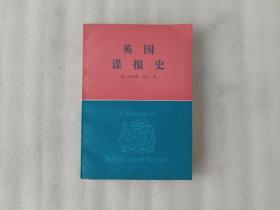 英国
谍报史
A History of
British Secret Service